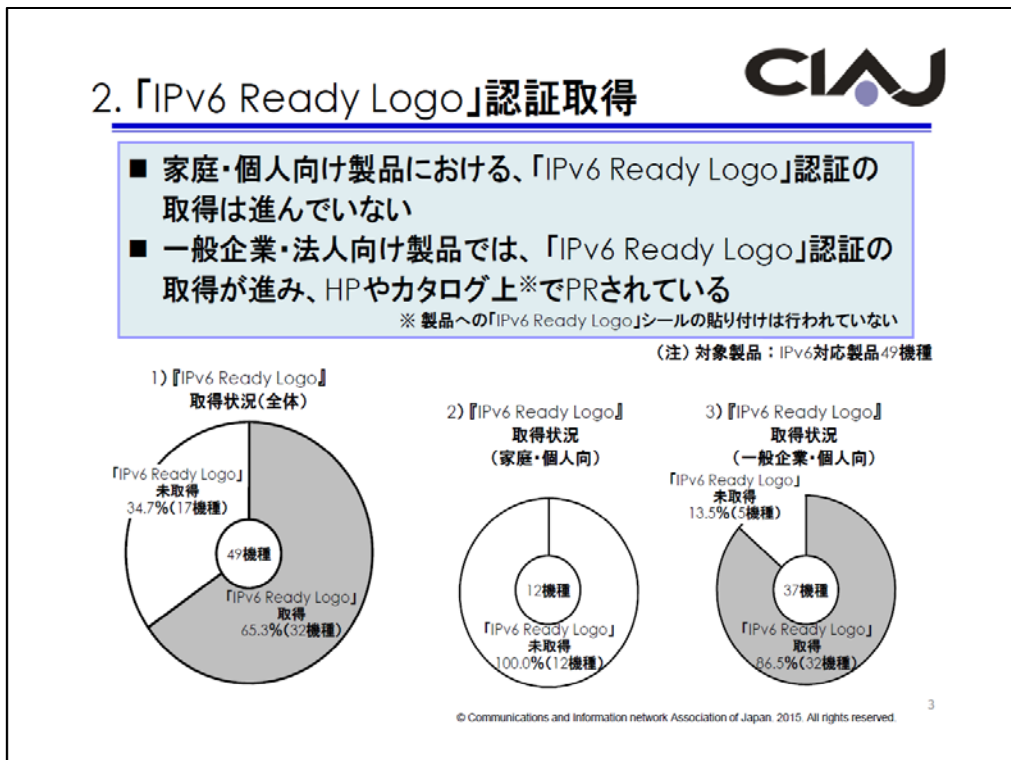 CIAJ
2.「IPv6 Ready Logo」認証取得
■ 家庭・個人向け製品における、「IPv6 Ready Logo」認証の
取得は進んでいない
■ 一般企業・法人向け製品では、「IPv6 Ready Logo」認証の
取得が進み、HPやカタログ上※でPRされている
※ 製品への「IPv6 Ready Logo」シールの貼り付けは行われていない
(注) 対象製品：IPv6対応製品49機種
1)『IPv6 Ready Logo』
取得状況(全体)
「IPv6 Ready Logo」
未取得
34.7%(17機種)
49機種
「IPv6 Ready Logo」
取得
65.3%(32機種)
2)『IPv6 Ready Logo』
取得状況
(家庭・個人向)
12機種
「IPv6 Ready Logo」
未取得
100.0%(12機種)
3)『IPv6 Ready Logo』
取得状況
(一般企業・個人向)
「IPv6 Ready Logo」
未取得
13.5%(5機種)
37機種
「IPv6 Ready Logo」
取得
86.5%(32機種)
© Communications and Information network Association of Japan. 2015. All rights reserved.
3